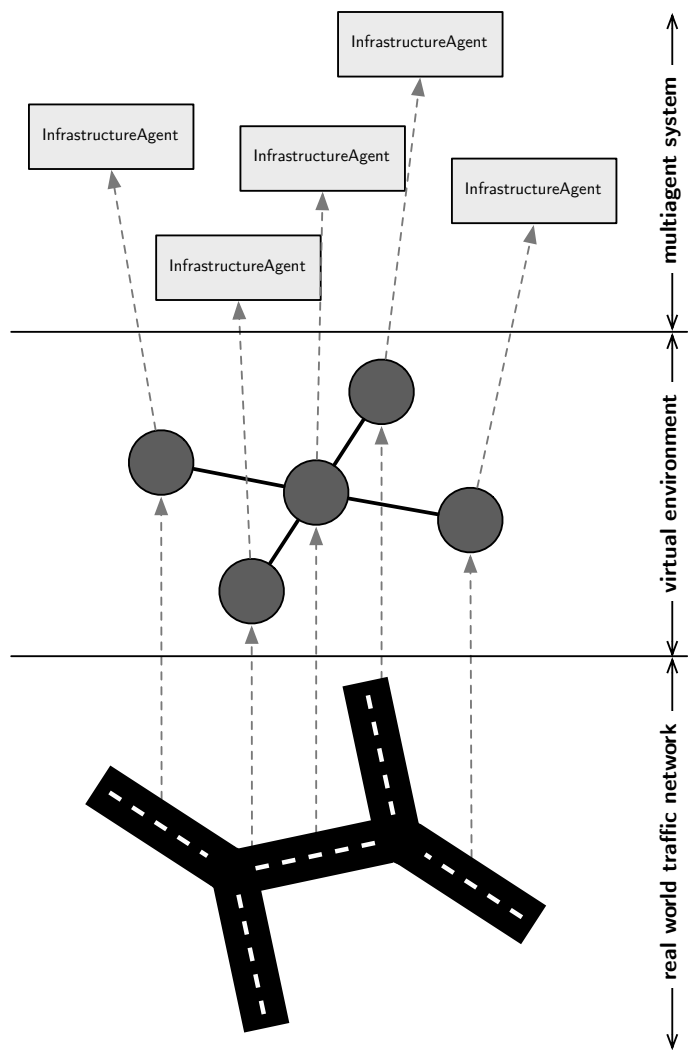 InfrastructureAgent
InfrastructureAgent
InfrastructureAgent
InfrastructureAgent
InfrastructureAgent
multiagent system
virtual environment
real world traffic network